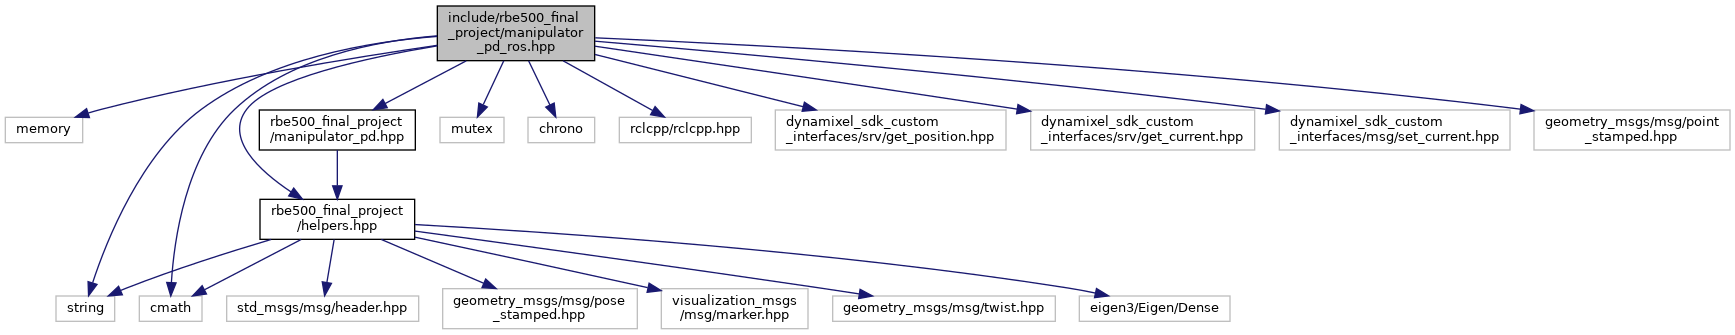 include/rbe500_final
_project/manipulator
_pd_ros.hpp
memory
rbe500_final_project
/manipulator_pd.hpp
mutex
chrono
rclcpp/rclcpp.hpp
dynamixel_sdk_custom
_interfaces/srv/get_position.hpp
dynamixel_sdk_custom
_interfaces/srv/get_current.hpp
dynamixel_sdk_custom
_interfaces/msg/set_current.hpp
geometry_msgs/msg/point
_stamped.hpp
rbe500_final_project
/helpers.hpp
string
cmath
std_msgs/msg/header.hpp
geometry_msgs/msg/pose
_stamped.hpp
visualization_msgs
/msg/marker.hpp
geometry_msgs/msg/twist.hpp
eigen3/Eigen/Dense